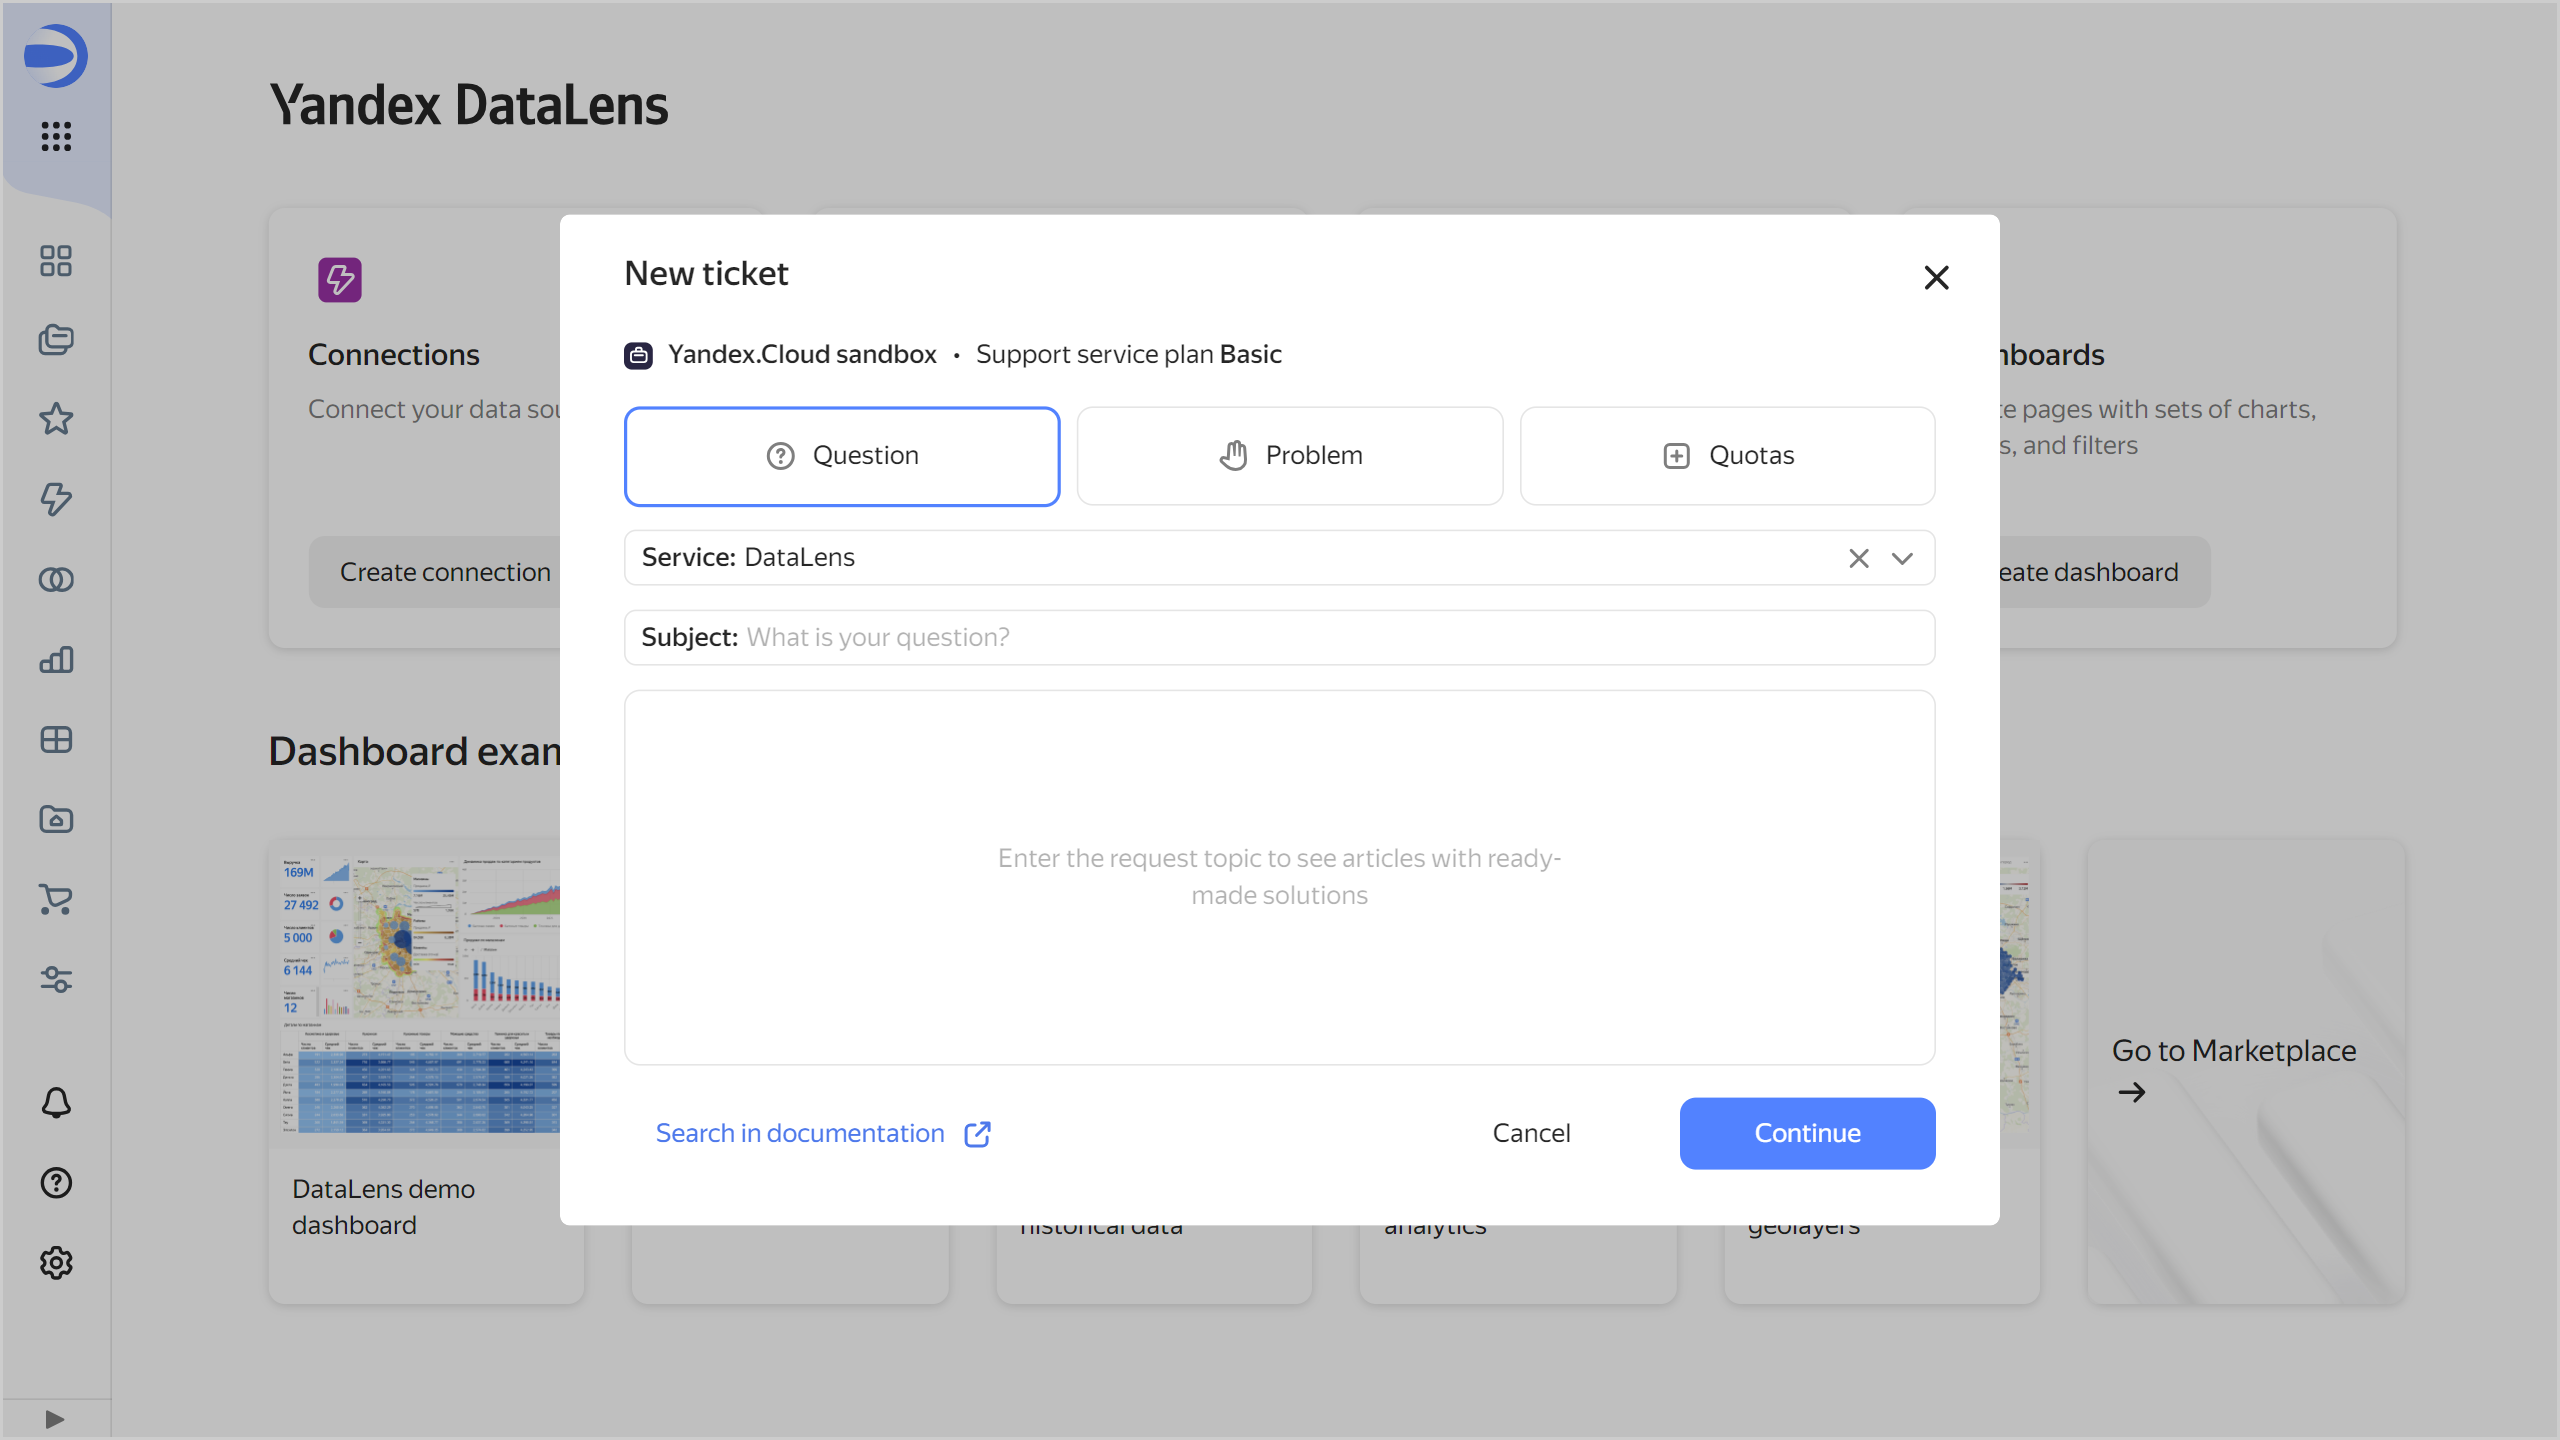 Yandex DataLens
Connections
Connect your data sou
Create connection
New ticket
Yandex.Cloud sandbox • Support service plan Basic
Question
Problem
Quotas
Service: DataLens
Subject: What is your question?
Enter the request topic to see articles with ready-
made solutions
Search in documentation
Cancel
Continue
boards
e pages with sets of charts,
s, and filters
eate dashboard
Dashboard exam
169M
27 492
5 000
6 144
12
DataLens demo
dashboard
historical data
analytics
geolayers
Go to Marketplace